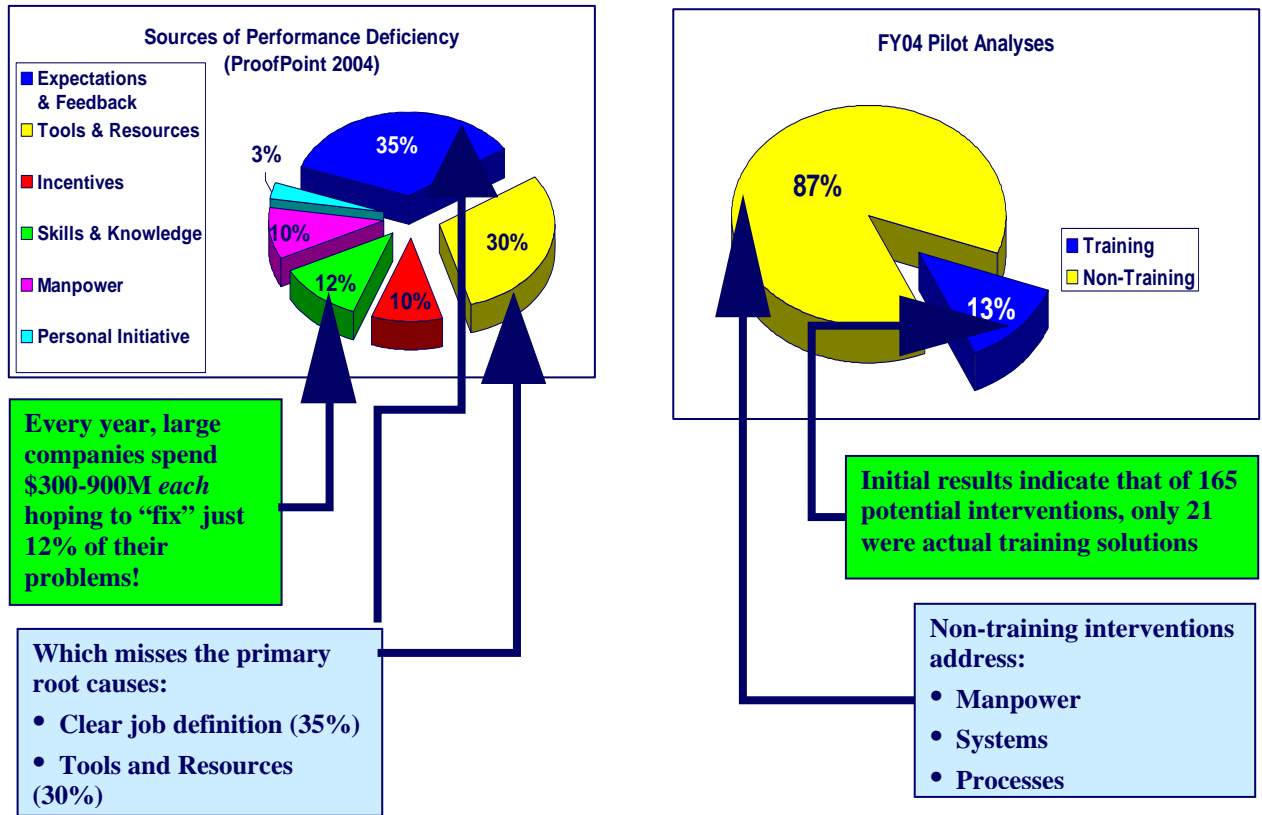 Sources of Performance Deficiency
(ProofPoint 2004)
Expectations
& Feedback
Tools & Resources
Incentives
Skills & Knowledge
Manpower
Personal Initiative
35%
3%
10%
30%
12%
10%
Every year, large
companies spend
$300-900M each
hoping to “fix” just
12% of their
problems!
Which misses the primary
root causes:
• Clear job definition (35%)
• Tools and Resources
(30%)
FY04 Pilot Analyses
87%
13%
Training
Non-Training
Initial results indicate that of 165
potential interventions, only 21
were actual training solutions
Non-training interventions
address:
• Manpower
• Systems
• Processes